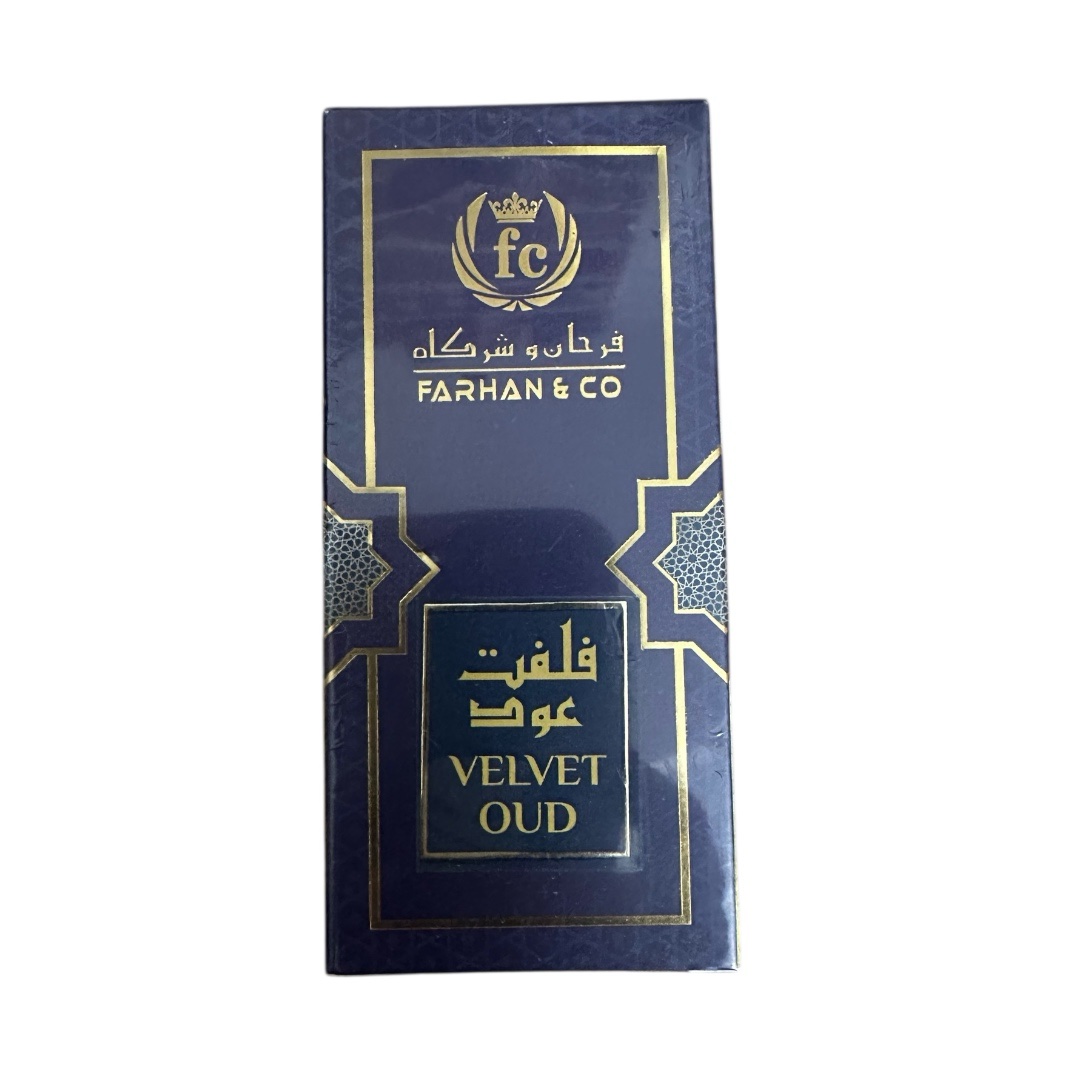 fc
فرحان و شركاه
FARHAN & CO
فلفت
عود
VELVET
OUD